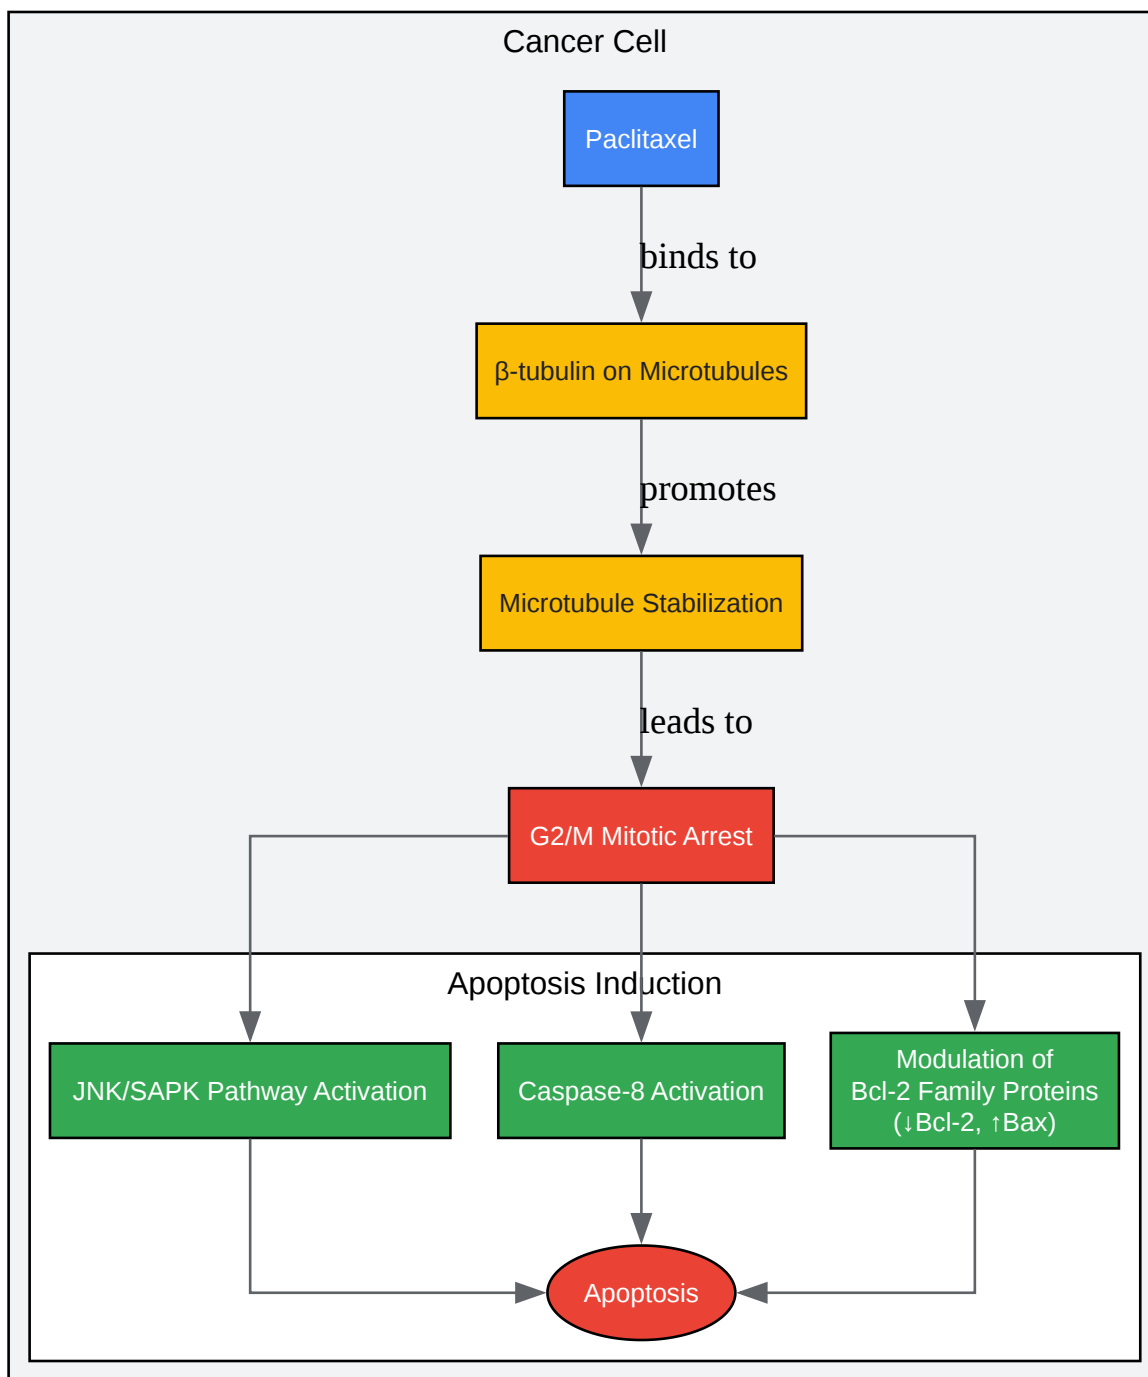 Cancer Cell
Paclitaxel
binds to
β-tubulin on Microtubules
promotes
Microtubule Stabilization
leads to
G2/M Mitotic Arrest
Apoptosis Induction
JNK/SAPK Pathway Activation
Caspase-8 Activation
Modulation of
Bcl-2 Family Proteins
(↓Bcl-2, ↑Bax)
Apoptosis